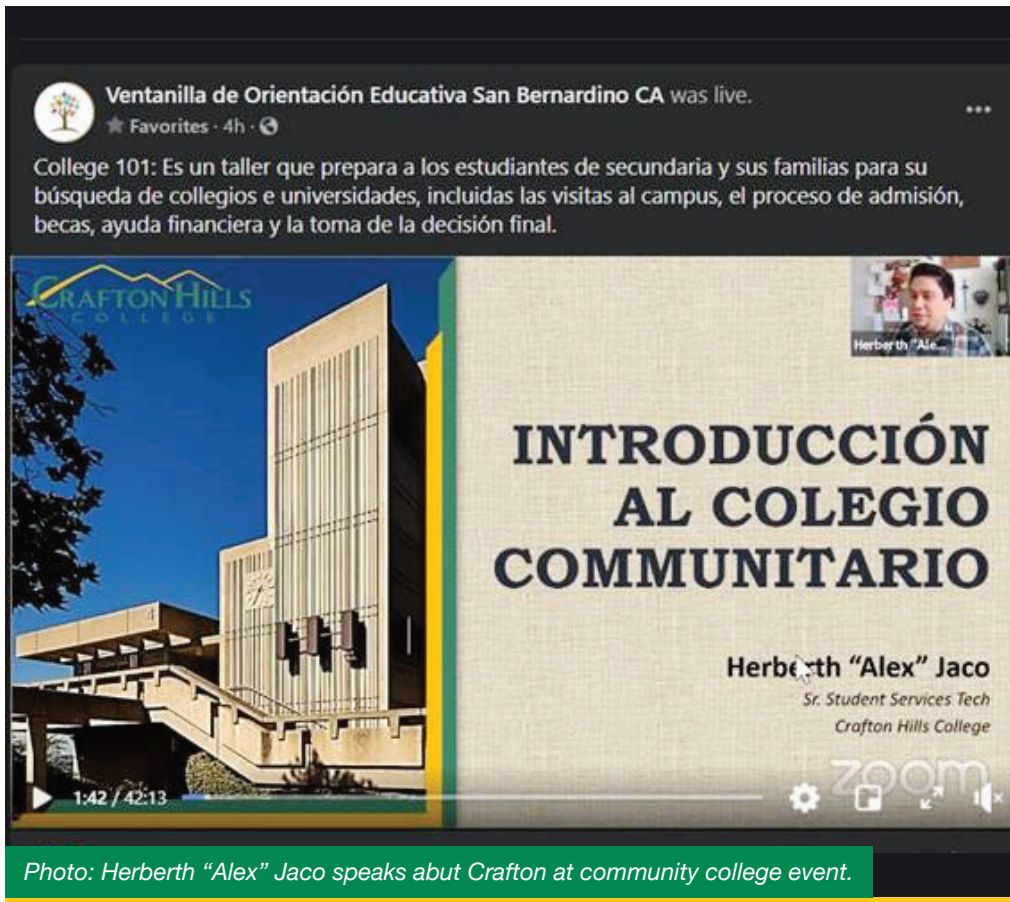 Ventanilla de Orientación Educativa San Bernardino CA was live.
Favorites · 4h ·
College 101: Es un taller que prepara a los estudiantes de secundaria y sus familias para su
búsqueda de collegios e universidades, incluidas las visitas al campus, el proceso de admisión,
becas, ayuda financiera y la toma de la decisión final.
CRAFTON HILLS
COLLEGE
Herberth "Ale...
INTRODUCCIÓN
AL COLEGIO
COMMUNITARIO
Herberth "Alex" Jaco
Sr. Student Services Tech
Crafton Hills College
zoom
1:42 / 42:13
Photo: Herberth “Alex” Jaco speaks abut Crafton at community college event.